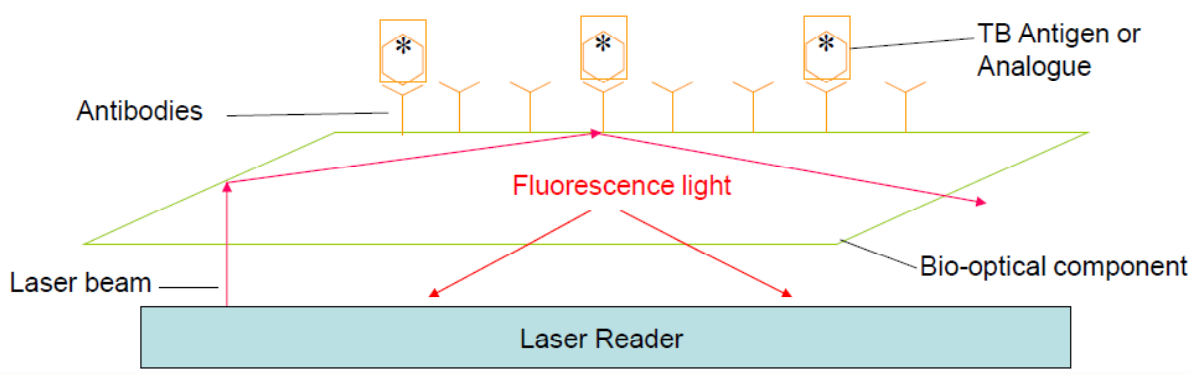 *
*
*
TB Antigen or
Analogue
Antibodies
Fluorescence light
Bio-optical component
Laser beam
Laser Reader